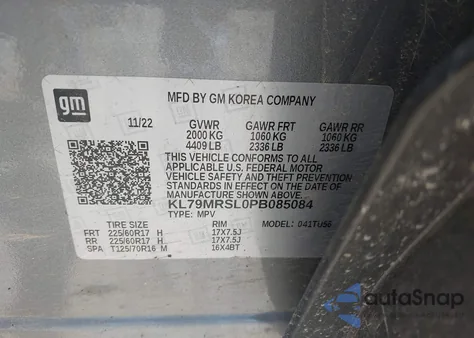 gm
MFD BY GM KOREA COMPANY
11/22 GVWR GAWR FRT GAWR RR
2000 KG 1060 KG 1060 KG
4409 LB 2336 LB 2336 LB
THIS VEHICLE CONFORMS TO ALL
APPLICABLE U.S. FEDERAL MOTOR
VEHICLE SAFETY AND THEFT PREVENTION
STANDARDS IN EFFECT ON THE DATE OF
MANUFACTURE SHOWN ABOVE.
KL79MRSL0PB085084
TYPE: MPV
TIRE SIZE RIM MODEL: 041TU56
FRT 225/60R17 H 17X7.5J
RR 225/60R17 H 17X7.5J
SPA T125/70R16 M 16X4BT
autoSnap